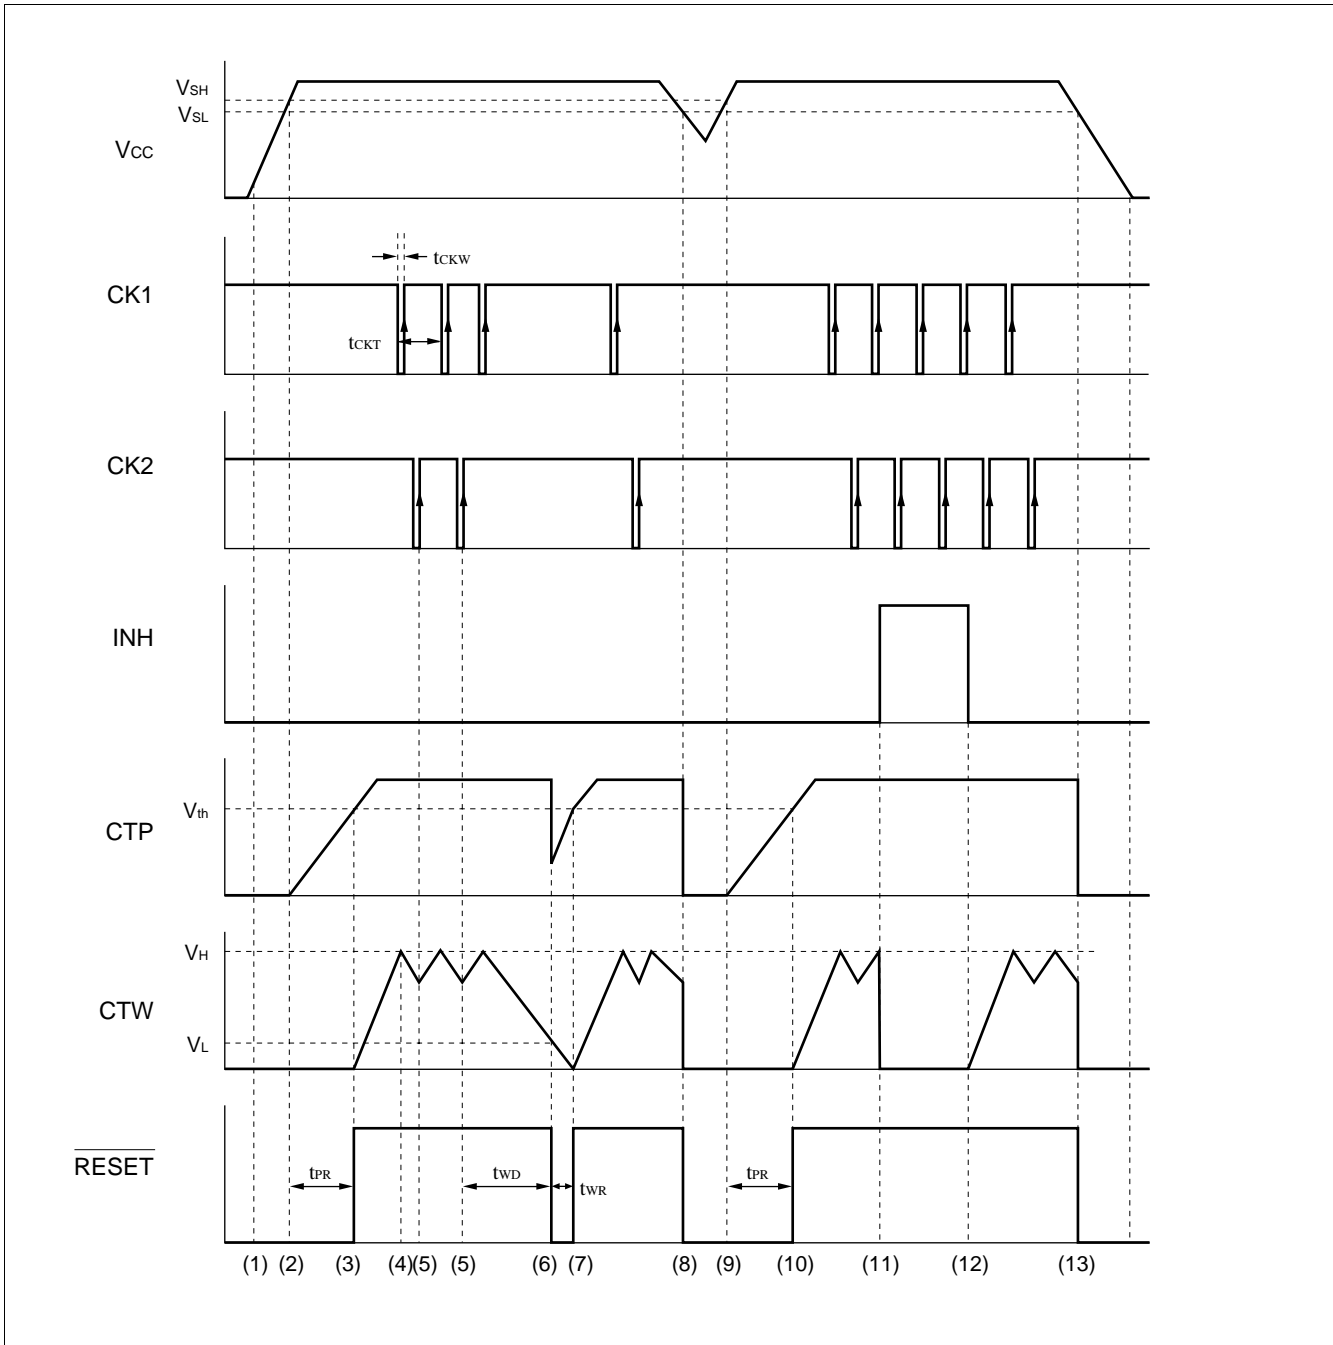 VSH
VSL
VCC
tCKW
CK1
tCKT
CK2
INH
Vth
CTP
VH
CTW
VL
RESET
tPR
tWD
tWR
tPR
(1) (2) (3) (4) (5) (5) (6) (7) (8) (9) (10) (11) (12) (13)